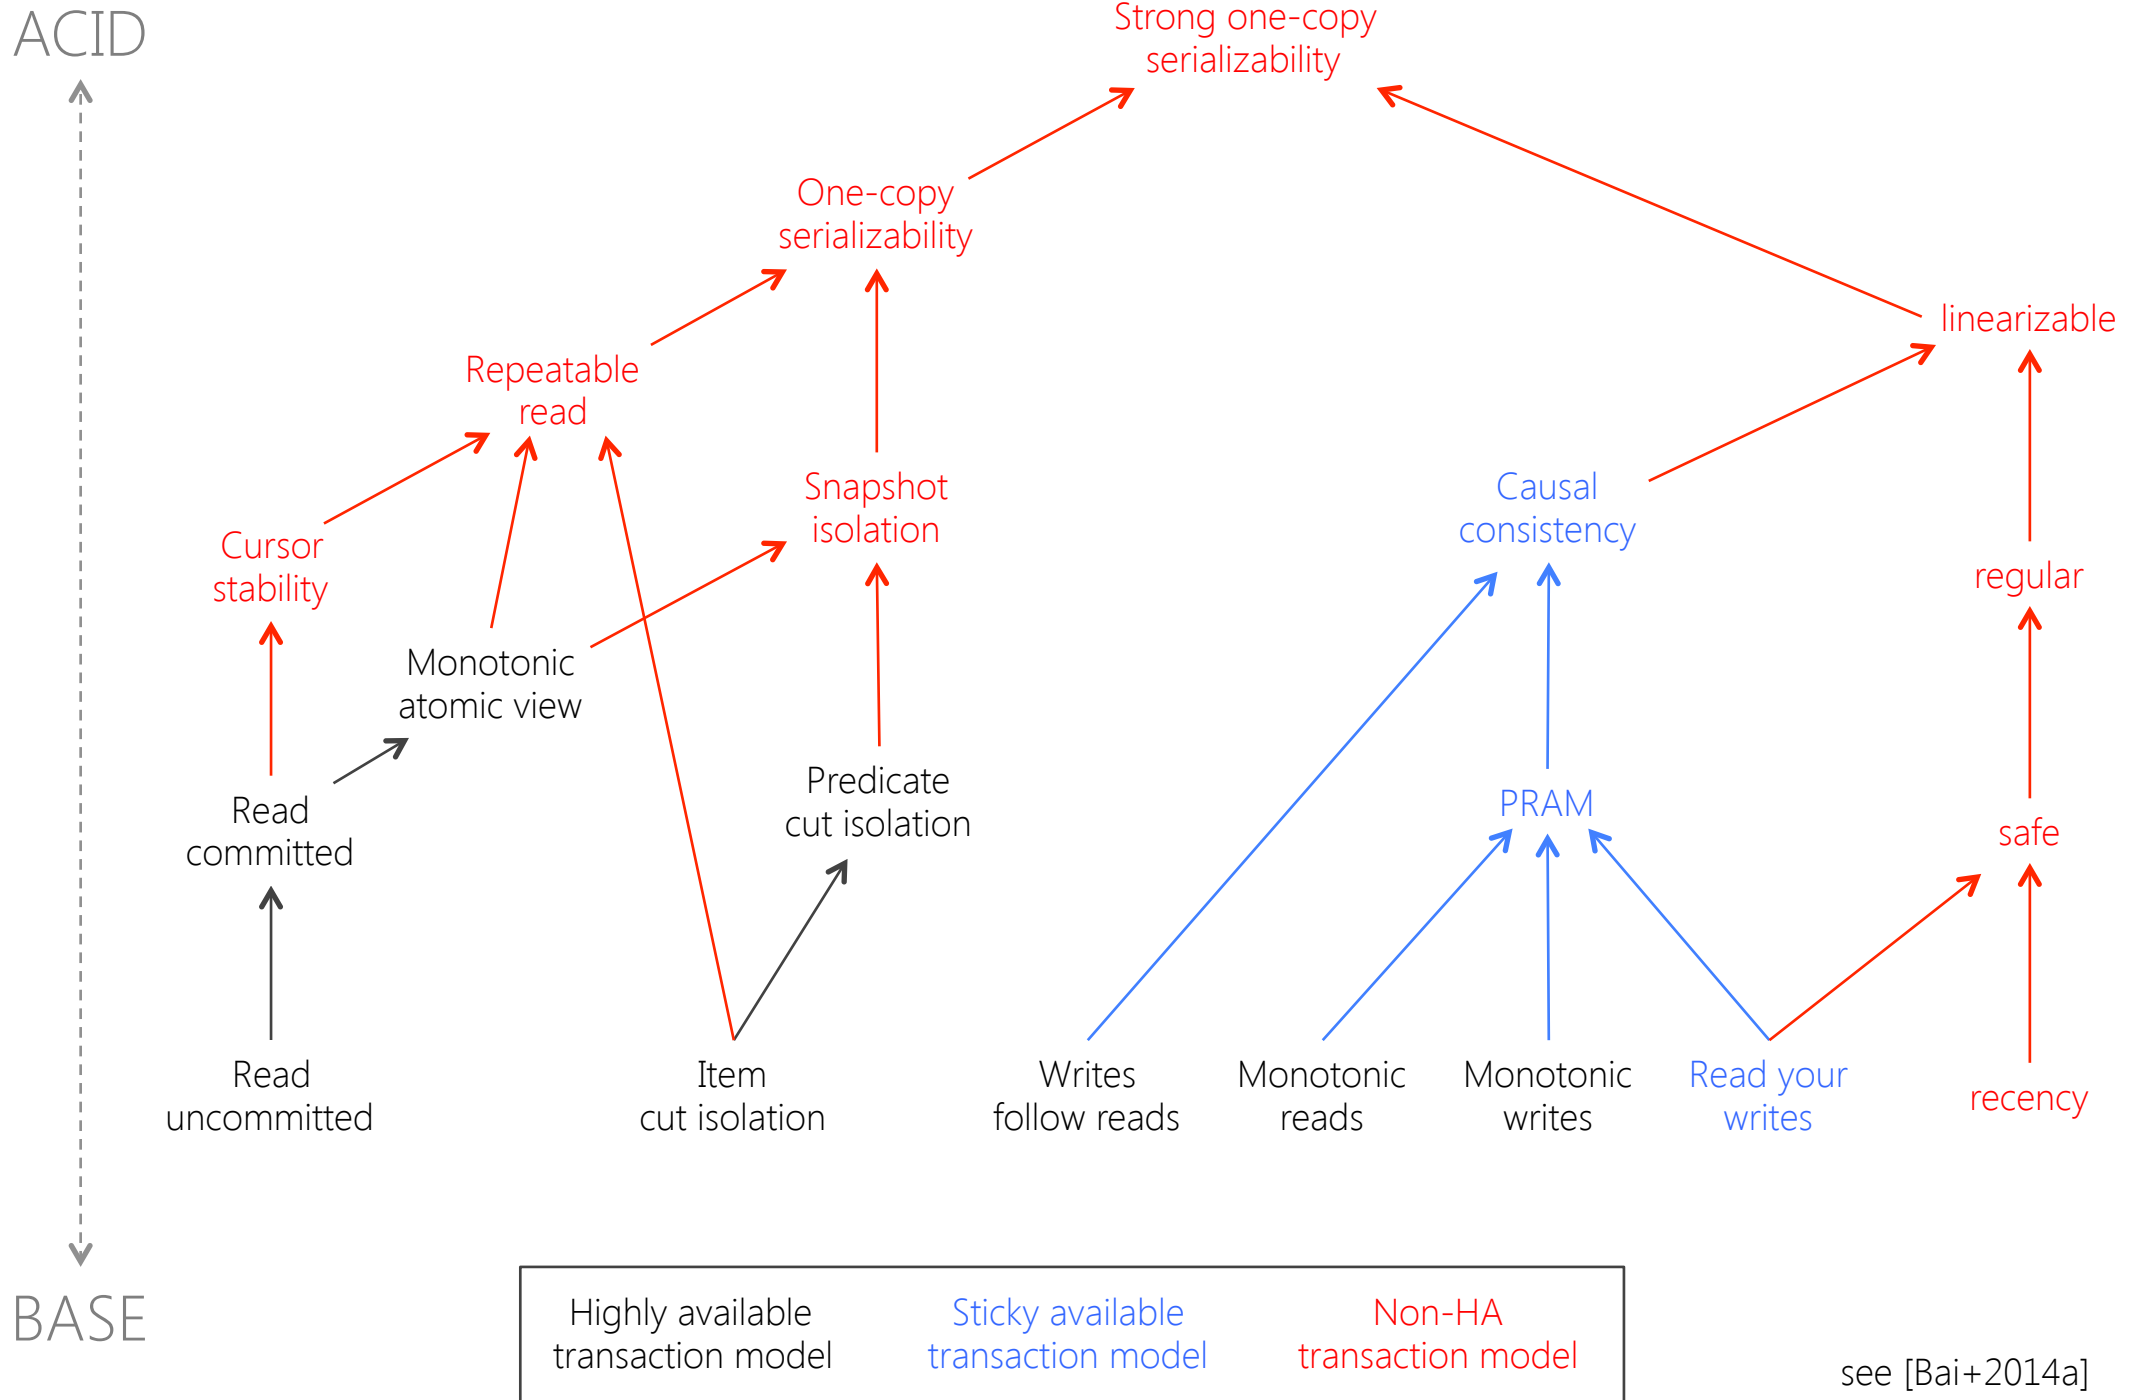 ACID
Strong one-copy
serializability
One-copy
serializability
linearizable
Repeatable
read
Snapshot
isolation
Causal
consistency
Cursor
stability
regular
Monotonic
atomic view
Predicate
cut isolation
Read
committed
PRAM
safe
Read
uncommitted
Item
cut isolation
Writes
follow reads
Monotonic
reads
Monotonic
writes
Read your
writes
recency
BASE
Highly available
transaction model
Sticky available
transaction model
Non-HA
transaction model
see [Bai+2014a]